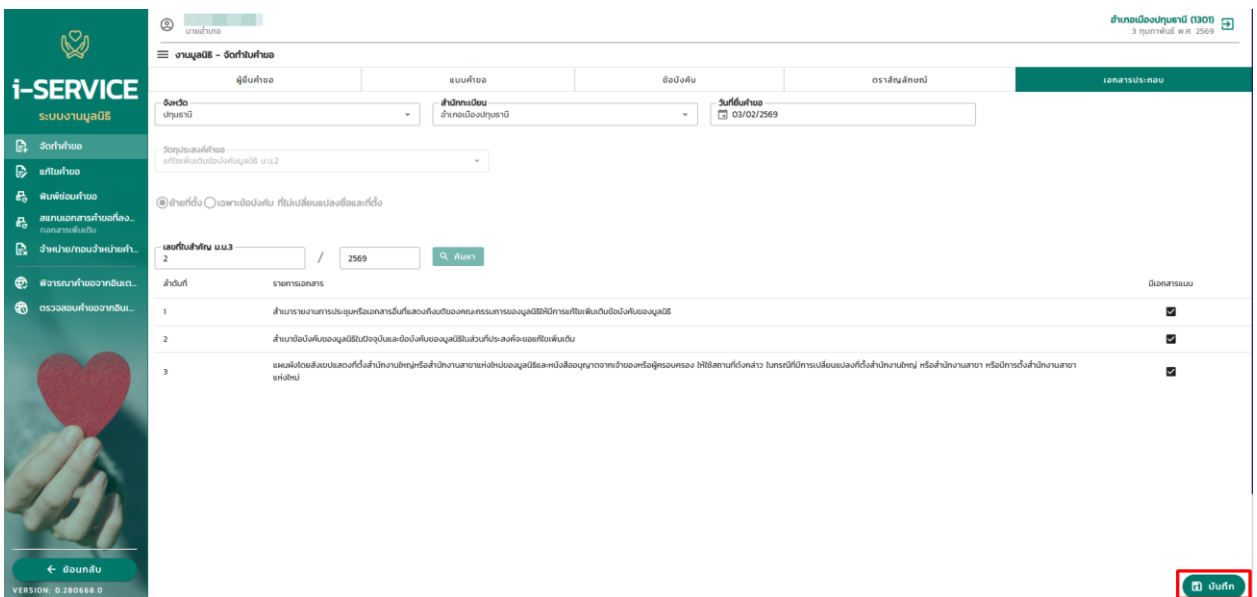 นายอำเภอ
อำเภอเมืองปทุมธานี (1301)
3 กุมภาพันธ์ พ.ศ. 2569
i-SERVICE
ระบบงานมูลนิธิ
จัดทำคำขอ
แก้ไขคำขอ
พิมพ์ซ่อมคำขอ
สแกนเอกสารคำขอที่ลง...
/เอกสารเพิ่มเติม
จำหน่าย/ถอนจำหน่ายคำ...
พิจารณาคำขอจากอินเต...
ตรวจสอบคำขอจากอินเ...
ย้อนกลับ
VERSION: 0.280668.0
งานมูลนิธิ - จัดทำใบคำขอ
ผู้ยื่นคำขอ แบบคำขอ ข้อบังคับ ตราสัญลักษณ์ เอกสารประกอบ
จังหวัด สำนักทะเบียน วันที่ยื่นคำขอ
ปทุมธานี อำเภอเมืองปทุมธานี 03/02/2569
วัตถุประสงค์คำขอ
แก้ไขเพิ่มเติมข้อบังคับมูลนิธิ ม.น.2
ย้ายที่ตั้ง เฉพาะข้อบังคับ ที่ไม่เปลี่ยนแปลงชื่อและที่ตั้ง
เลขที่ใบสำคัญ ม.น.3
2 / 2569 ค้นหา
ลำดับที่ รายการเอกสาร มีเอกสารแนบ
1 สำเนารายงานการประชุมหรือเอกสารอื่นที่แสดงถึงมติของคณะกรรมการของมูลนิธิให้มีการแก้ไขเพิ่มเติมข้อบังคับของมูลนิธิ
2 สำเนาข้อบังคับของมูลนิธิในปัจจุบันและข้อบังคับของมูลนิธิในส่วนที่ประสงค์จะขอแก้ไขเพิ่มเติม
3 แผนผังโดยสังเขปแสดงที่ตั้งสำนักงานใหญ่หรือสำนักงานสาขาแห่งใหม่ของมูลนิธิและหนังสืออนุญาตจากเจ้าของหรือผู้ครอบครอง ให้ใช้สถานที่ดังกล่าว ในกรณีที่มีการเปลี่ยนแปลงที่ตั้งสำนักงานใหญ่ หรือสำนักงานสาขา หรือมีการตั้งสำนักงานสาขา
แห่งใหม่
บันทึก